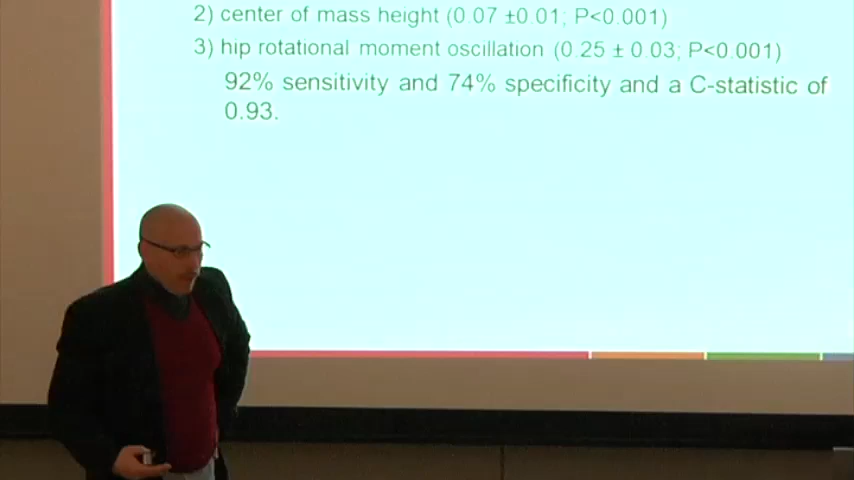 2) center of mass height (0.07 ±0.01; P<0.001)
3) hip rotational moment oscillation (0.25 ± 0.03; P<0.001)
92% sensitivity and 74% specificity and a C-statistic of
0.93.